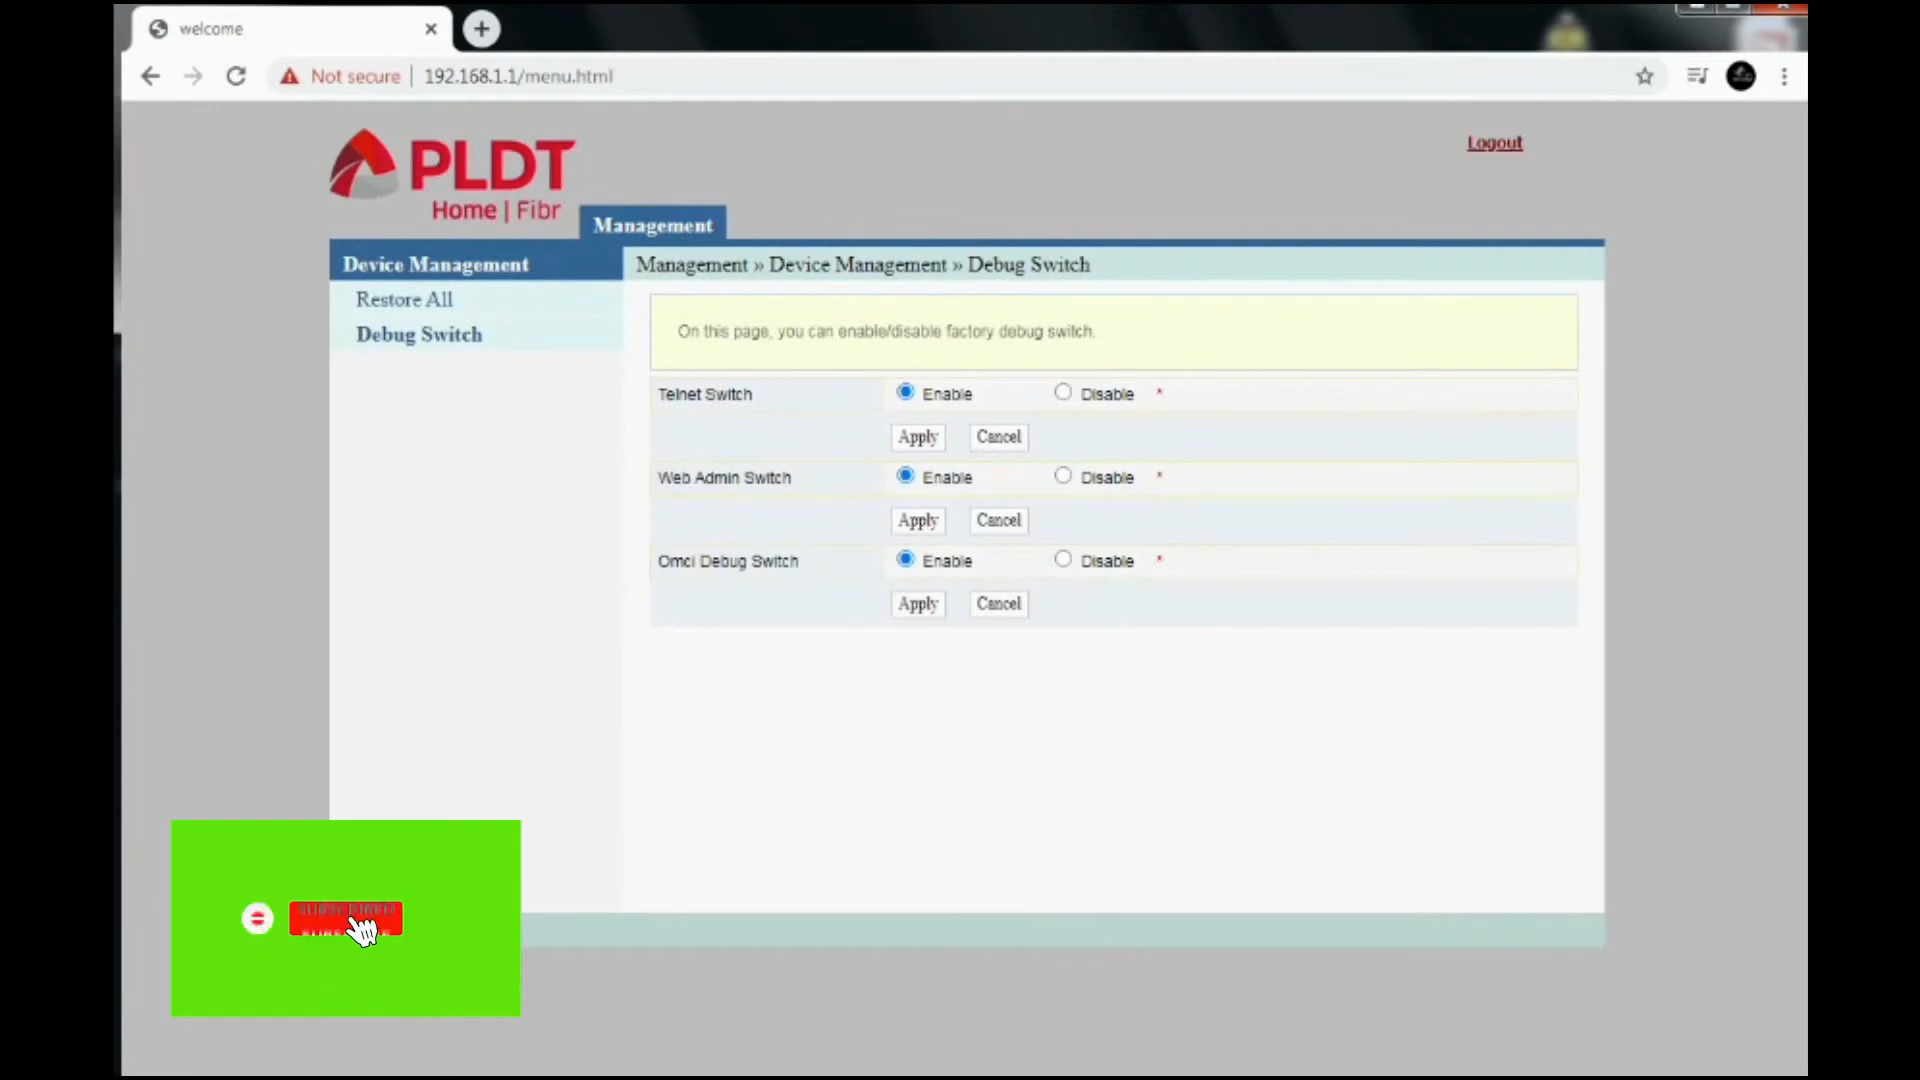 welcome
Not secure
192.168.1.1/menu.html
PLDT
Home | Fibr
Logout
Management
Device Management
Management » Device Management » Debug Switch
Restore All
Debug Switch
On this page, you can enable/disable factory debug switch.
Telnet Switch Enable Disable *
Apply Cancel
Web Admin Switch Enable Disable *
Apply Cancel
Omci Debug Switch Enable Disable *
Apply Cancel